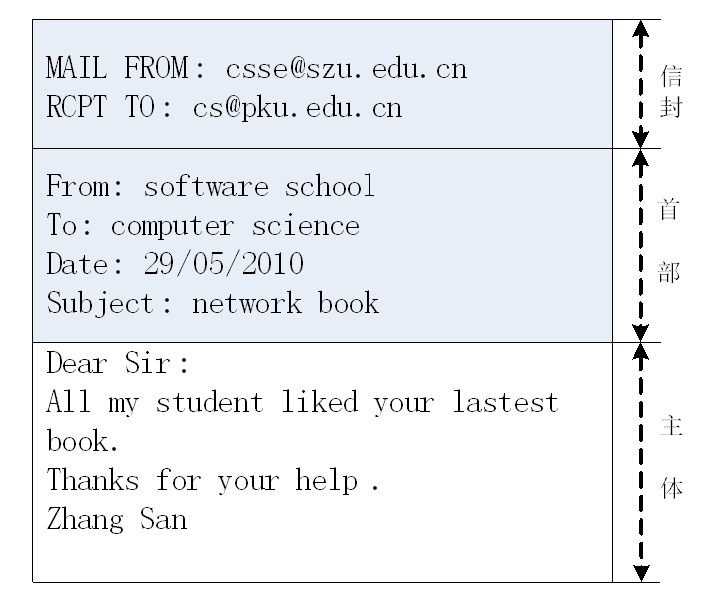 MAIL FROM: csse@szu.edu.cn
RCPT TO: cs@pku.edu.cn
信封
From: software school
To: computer science
Date: 29/05/2010
Subject: network book
首部
Dear Sir:
All my student liked your lastest
book.
Thanks for your help .
Zhang San
主体